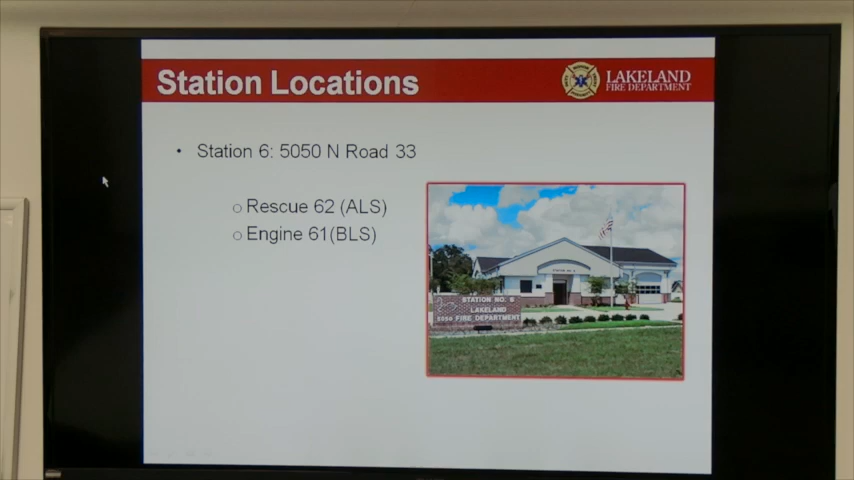 Station Locations
LAKELAND
FIRE DEPARTMENT
• Station 6: 5050 N Road 33
o Rescue 62 (ALS)
o Engine 61(BLS)
STATION NO. 6
LAKELAND
5050 FIRE DEPARTMENT